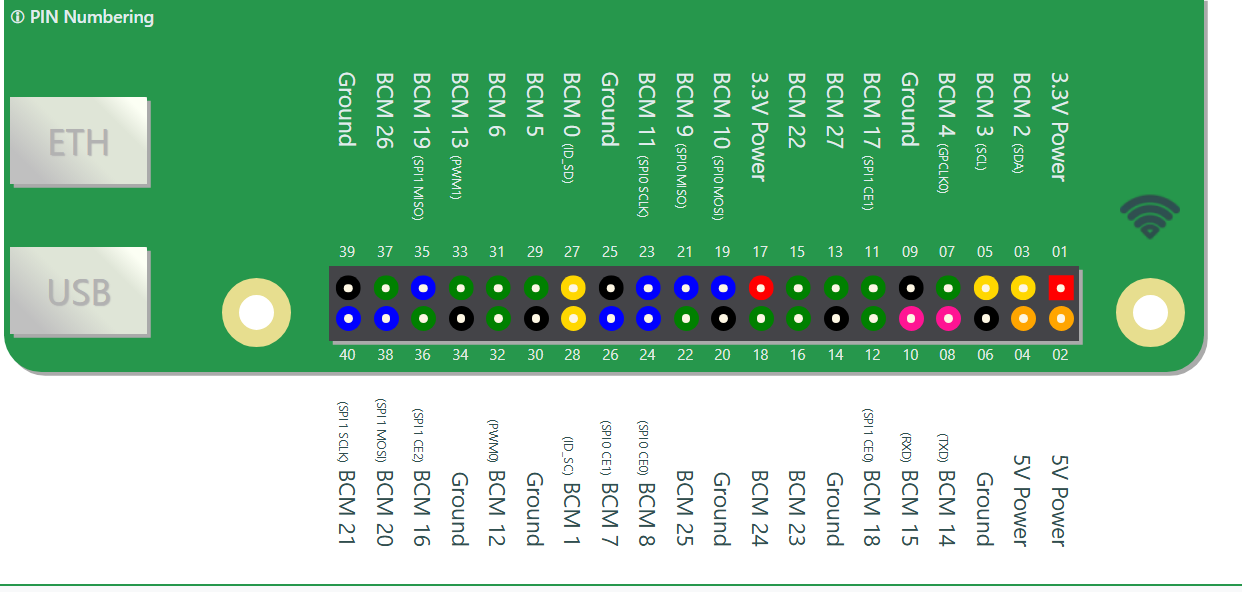 🛈 PIN Numbering
Ground
BCM 26
BCM 19 (SPI1 MISO)
BCM 13 (PWM1)
BCM 6
BCM 5
BCM 0 (ID_SD)
Ground
BCM 11 (SPI0 SCLK)
BCM 9 (SPI0 MISO)
BCM 10 (SPI0 MOSI)
3.3V Power
BCM 22
BCM 27
BCM 17 (SPI1 CE1)
Ground
BCM 4 (GPCLK0)
BCM 3 (SCL)
BCM 2 (SDA)
3.3V Power
ETH
USB
39 37 35 33 31 29 27 25 23 21 19 17 15 13 11 09 07 05 03 01
40 38 36 34 32 30 28 26 24 22 20 18 16 14 12 10 08 06 04 02
(SPI1 SCLK) BCM 21
(SPI1 MOSI) BCM 20
(SPI1 CE2) BCM 16
Ground
(PWM0) BCM 12
Ground
(ID_SC) BCM 1
(SPI0 CE1) BCM 7
(SPI0 CE0) BCM 8
BCM 25
Ground
BCM 24
BCM 23
Ground
(SPI1 CE0) BCM 18
(RXD) BCM 15
(TXD) BCM 14
Ground
5V Power
5V Power